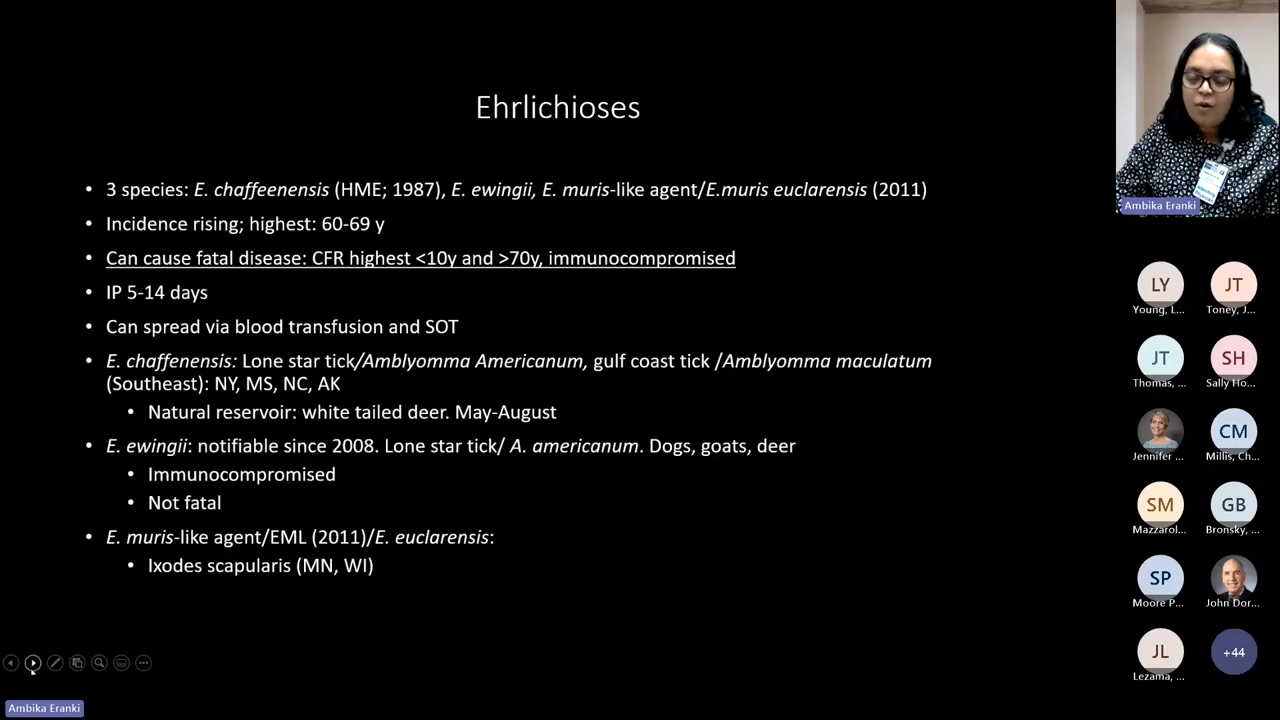 Ehrlichioses
• 3 species: E. chaffeenensis (HME; 1987), E. ewingii, E. muris-like agent/E.muris euclarensis (2011)
• Incidence rising; highest: 60-69 y
• Can cause fatal disease: CFR highest <10y and >70y, immunocompromised
• IP 5-14 days
• Can spread via blood transfusion and SOT
• E. chaffenensis: Lone star tick/Amblyomma Americanum, gulf coast tick /Amblyomma maculatum
(Southeast): NY, MS, NC, AK
• Natural reservoir: white tailed deer. May-August
• E. ewingii: notifiable since 2008. Lone star tick/ A. americanum. Dogs, goats, deer
• Immunocompromised
• Not fatal
• E. muris-like agent/EML (2011)/E. euclarensis:
• Ixodes scapularis (MN, WI)
Ambika Eranki
Ambika Eranki
LY
JT
Young, L...
Toney, J...
JT
SH
Thomas, ...
Sally Ho...
CM
Jennifer ...
Millis, Ch...
SM
GB
Mazzarol...
Bronsky, ...
SP
Moore P...
John Dor...
JL
+44
Lezama, ...